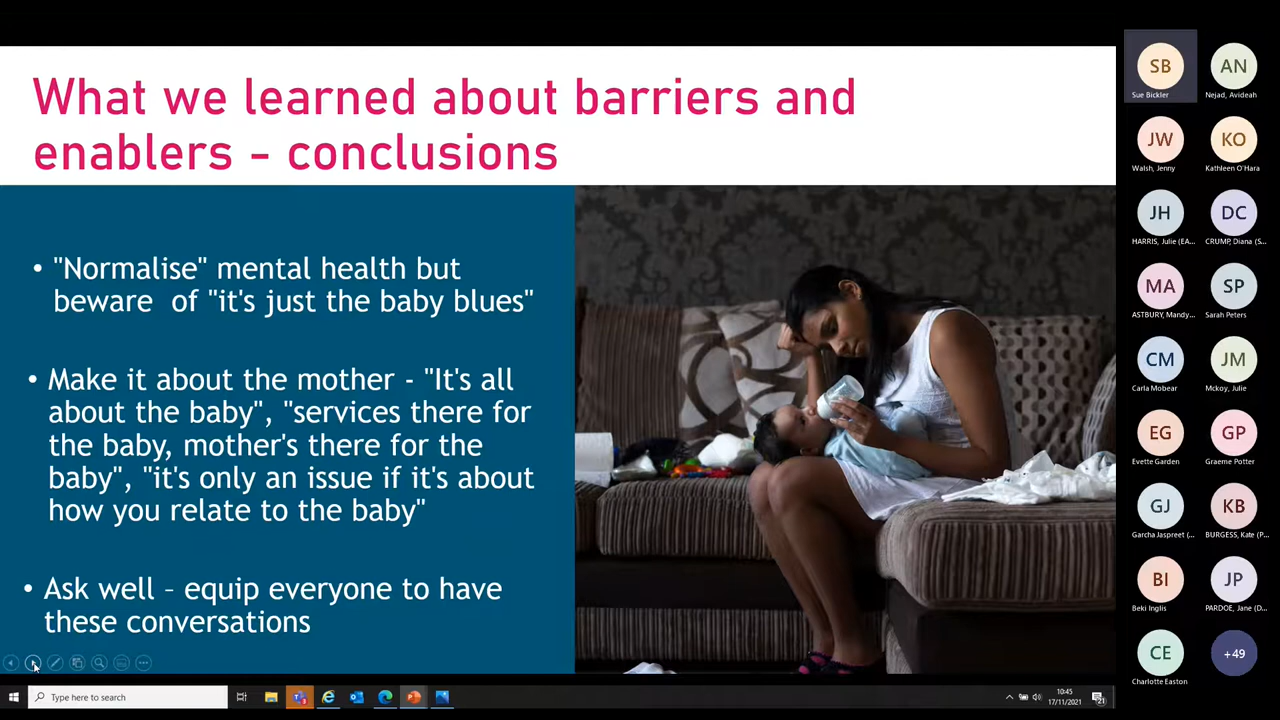 What we learned about barriers and
enablers - conclusions
• "Normalise" mental health but
beware of "it's just the baby blues"
• Make it about the mother - "It's all
about the baby", "services there for
the baby, mother's there for the
baby", "it's only an issue if it's about
how you relate to the baby"
• Ask well – equip everyone to have
these conversations
SB
Sue Bickler
AN
Nejad, Avideah
JW
Walsh, Jenny
KO
Kathleen O'Hara
JH
HARRIS, Julie (EA...
DC
CRUMP, Diana (S...
MA
ASTBURY, Mandy...
SP
Sarah Peters
CM
Carla Mobear
JM
Mckoy, Julie
EG
Evette Garden
GP
Graeme Potter
GJ
Garcha Jaspreet (...
KB
BURGESS, Kate (P...
BI
Beki Inglis
JP
PARDOE, Jane (D...
CE
Charlotte Easton
+49
Type here to search
10:45
17/11/2021
21